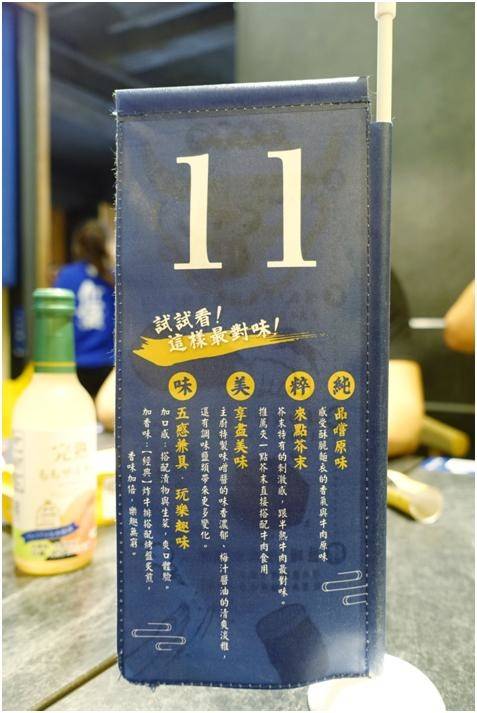 11
試試看!
這樣最對味!
純
品嚐原味
感受酥脆麵衣的香氣與牛肉原味
粹
來點芥末
芥末特有的刺激感,跟半熟牛肉最對味。
推薦夾一點芥末直接搭配牛肉食用
美
享盡美味
主廚特製味噌醬的味香濃郁,梅汁醬油的清爽淡雅,
還有調味鹽類帶來更多變化。
味
五感兼具.玩樂趣味
加口感:搭配漬物與生菜,爽口體驗。
加香味:【經典】炸牛排搭配烤盤炙煎,
香味加倍,樂趣無窮。